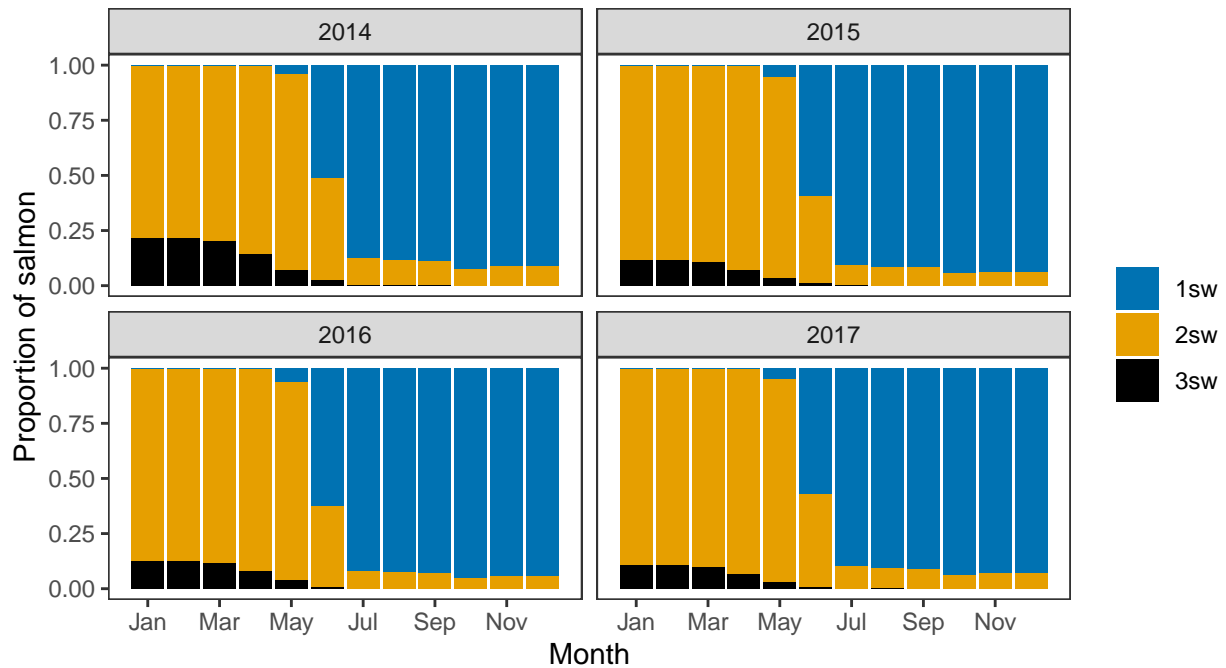 2014
2015
1.00
0.75
0.50
0.25
0.00
2016
2017
1.00
0.75
0.50
0.25
0.00
Jan Mar May Jul Sep Nov
Jan Mar May Jul Sep Nov
Month
Proportion of salmon
1sw
2sw
3sw